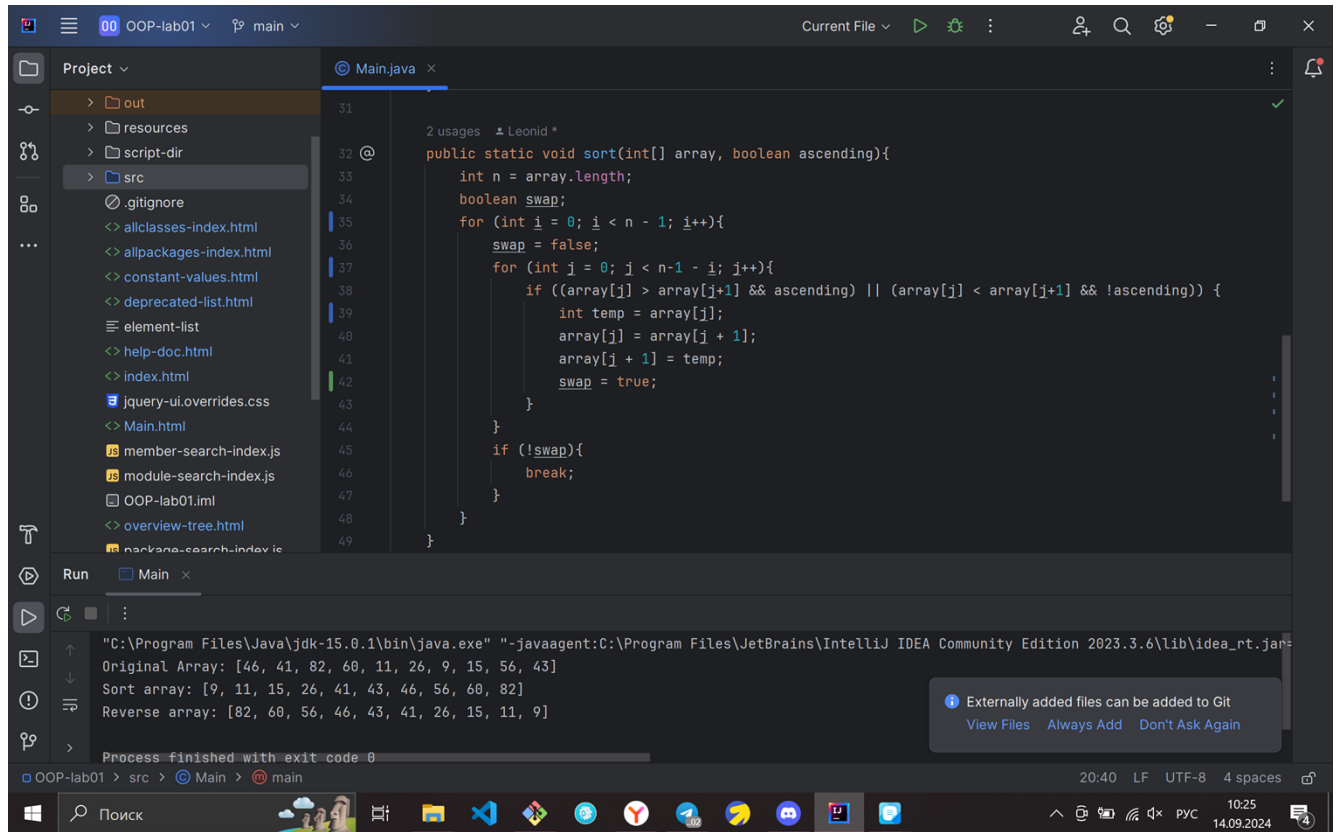 OO OOP-lab01 main Current File
Project
Main.java
out
resources
script-dir
src
.gitignore
<> allclasses-index.html
<> allpackages-index.html
<> constant-values.html
<> deprecated-list.html
element-list
<> help-doc.html
<> index.html
jquery-ui.overrides.css
<> Main.html
JS member-search-index.js
JS module-search-index.js
OOP-lab01.iml
<> overview-tree.html
JS package-search-index.js
31
2 usages Leonid *
32 @ public static void sort(int[] array, boolean ascending){
33 int n = array.length;
34 boolean swap;
35 for (int i = 0; i < n - 1; i++){
36 swap = false;
37 for (int j = 0; j < n-1 - i; j++){
38 if ((array[j] > array[j+1] && ascending) || (array[j] < array[j+1] && !ascending)) {
39 int temp = array[j];
40 array[j] = array[j + 1];
41 array[j + 1] = temp;
42 swap = true;
43 }
44 }
45 if (!swap){
46 break;
47 }
48 }
49 }
Run Main
"C:\Program Files\Java\jdk-15.0.1\bin\java.exe" "-javaagent:C:\Program Files\JetBrains\IntelliJ IDEA Community Edition 2023.3.6\lib\idea_rt.jar=
Original Array: [46, 41, 82, 60, 11, 26, 9, 15, 56, 43]
Sort array: [9, 11, 15, 26, 41, 43, 46, 56, 60, 82]
Reverse array: [82, 60, 56, 46, 43, 41, 26, 15, 11, 9]
Process finished with exit code 0
Externally added files can be added to Git
View Files Always Add Don't Ask Again
OOP-lab01 > src > Main > main
20:40 LF UTF-8 4 spaces
Поиск
02
РУС
10:25
14.09.2024
4